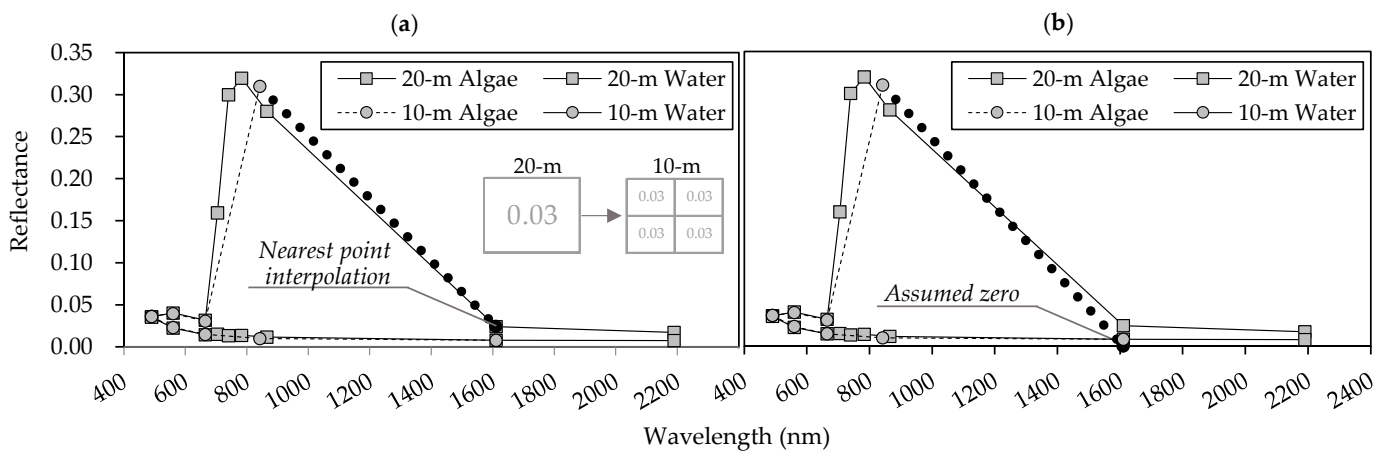 (a) (b)
0.35
0.30
0.25
0.20
0.15
0.10
0.05
0.00
Reflectance
20-m Algae 20-m Water
10-m Algae 10-m Water
20-m 10-m
0.03
0.03 0.03
0.03 0.03
Nearest point
interpolation
400 600 800 1000 1200 1400 1600 1800 2000 2200
20-m Algae 20-m Water
10-m Algae 10-m Water
Assumed zero
400 600 800 1000 1200 1400 1600 1800 2000 2200 2400
Wavelength (nm)